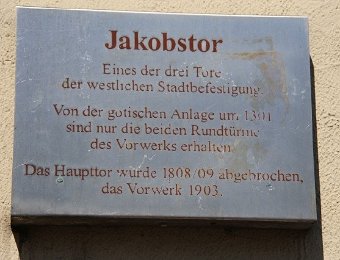 Jakobstor
Eines der drei Tore
der westlichen Stadtbefestigung.
Von der gotischen Anlage um 1301
sind nur die beiden Rundtürme
des Vorwerks erhalten.
Das Haupttor wurde 1808/09 abgebrochen,
das Vorwerk 1903.